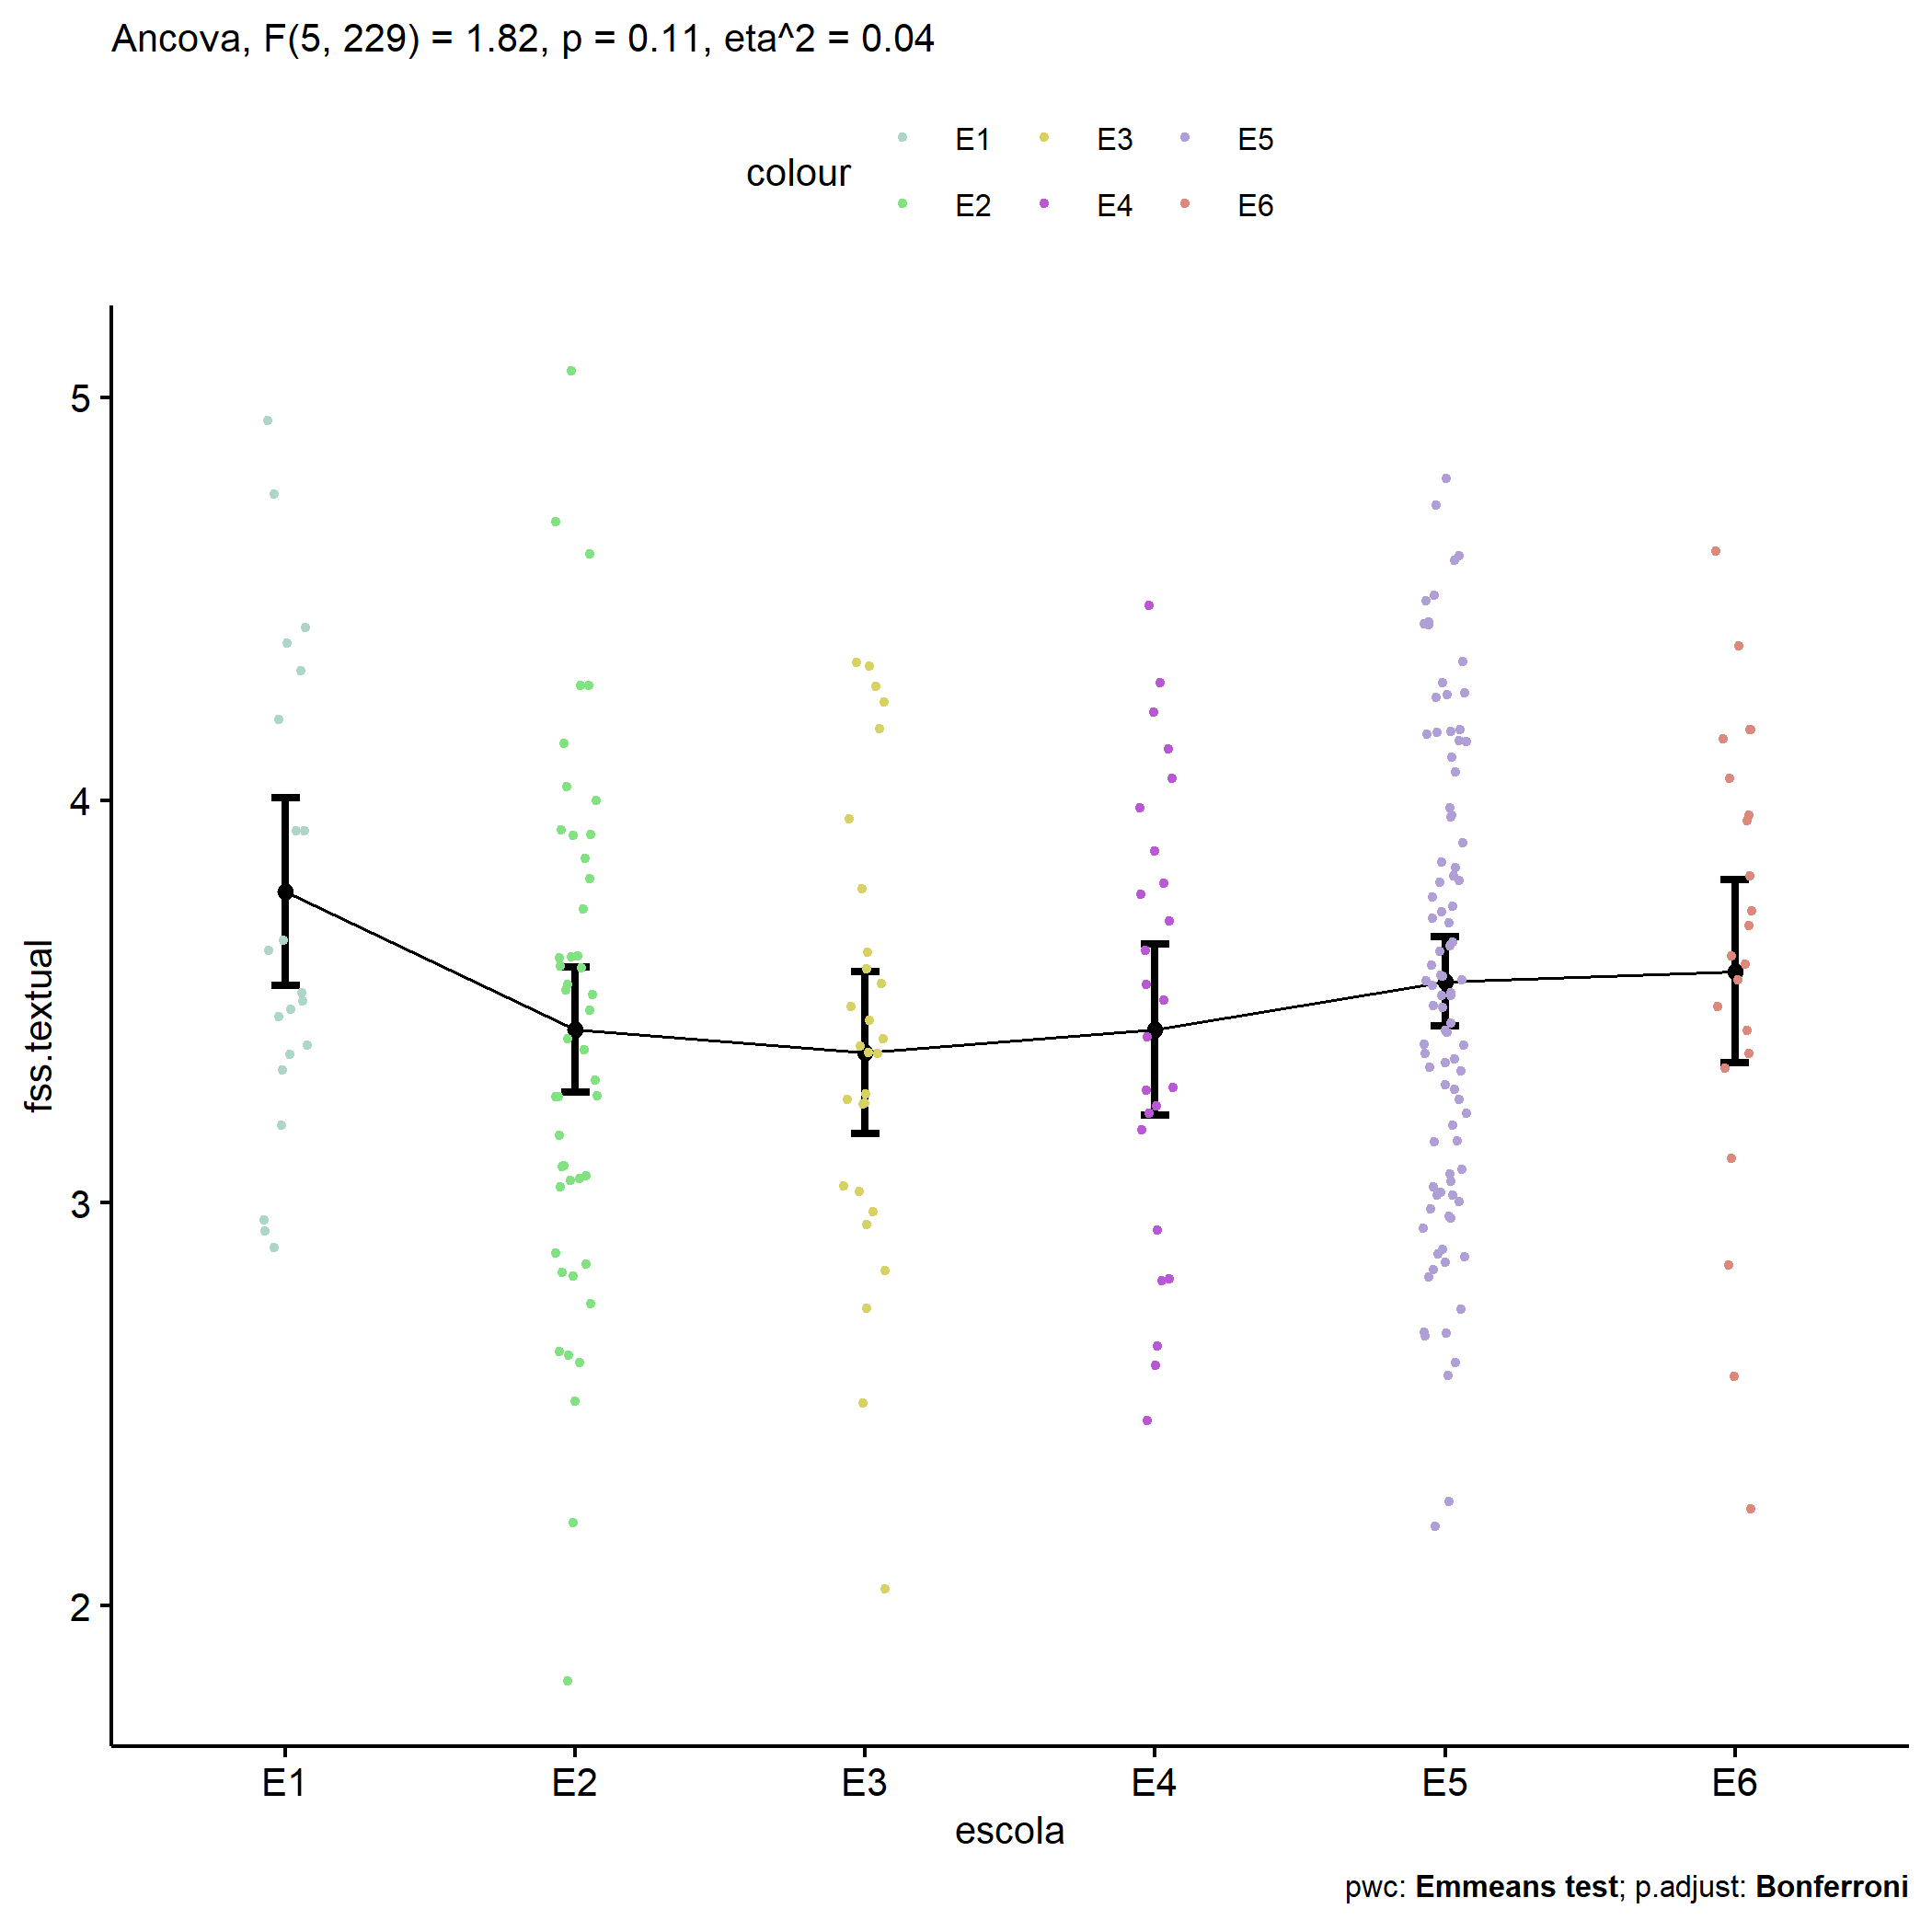 Ancova, F(5, 229) = 1.82, p = 0.11, eta^2 = 0.04
colour
E1 E3 E5
E2 E4 E6
5
4
3
2
fss.textual
E1 E2 E3 E4 E5 E6
escola
pwc: Emmeans test; p.adjust: Bonferroni